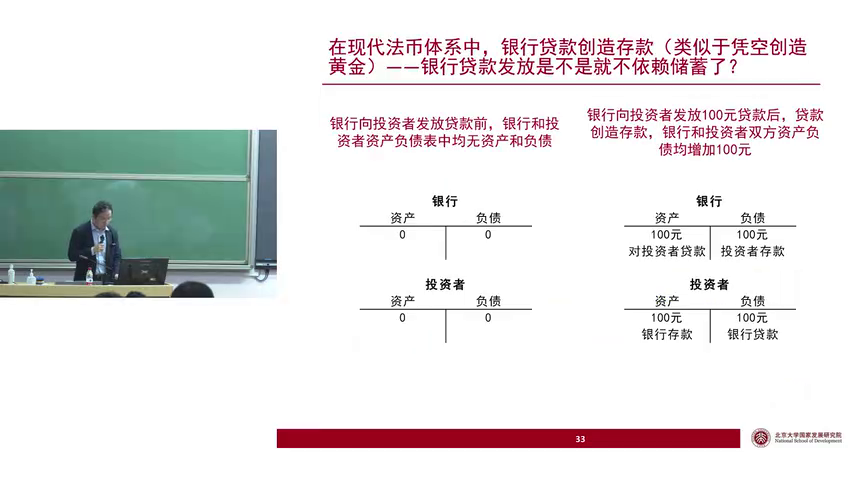 在现代法币体系中，银行贷款创造存款（类似于凭空创造
黄金）——银行贷款发放是不是就不依赖储蓄了？
银行向投资者发放贷款前，银行和投
资者资产负债表中均无资产和负债
银行
资产 负债
0 0
投资者
资产 负债
0 0
银行向投资者发放100元贷款后，贷款
创造存款，银行和投资者双方资产负
债均增加100元
银行
资产 负债
100元 100元
对投资者贷款 投资者存款
投资者
资产 负债
100元 100元
银行存款 银行贷款
33
北京大学国家发展研究院
National School of Development